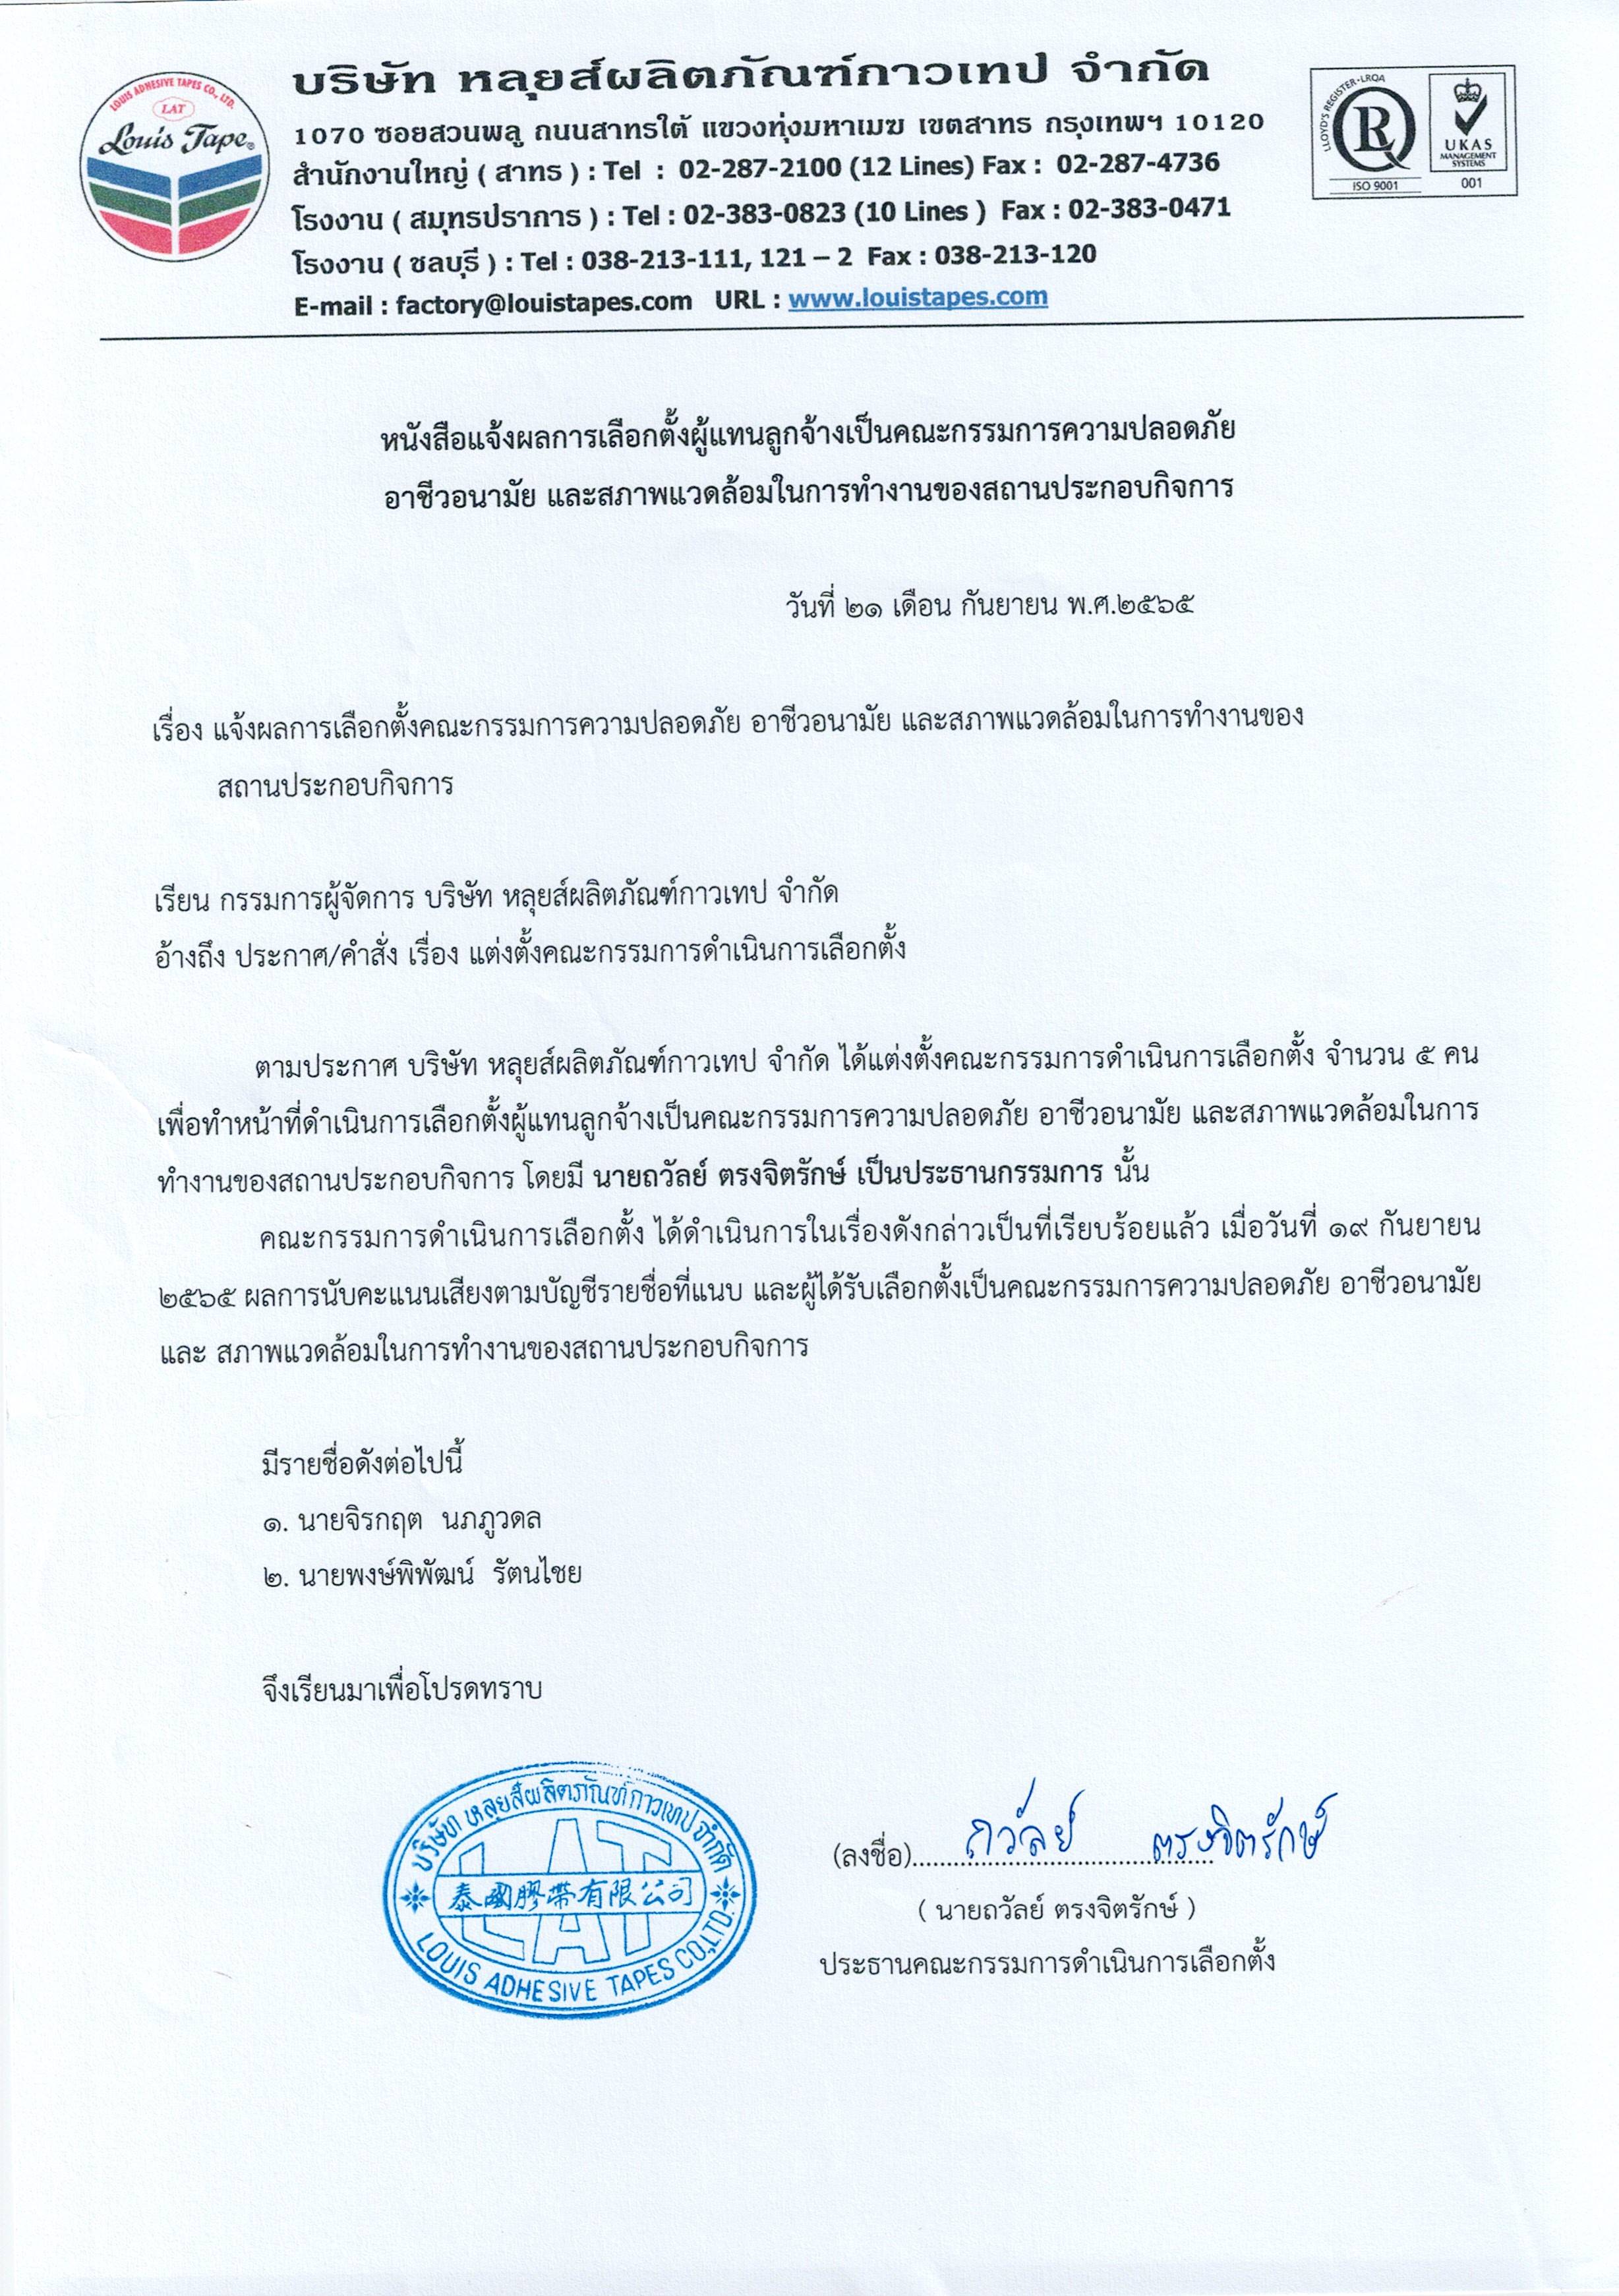 LOUIS ADHESIVE TAPES CO., LTD.
LAT
Louis Tape
บริษัท หลุยส์ผลิตภัณฑ์กาวเทป จำกัด
1070 ซอยสวนพลู ถนนสาทรใต้ แขวงทุ่งมหาเมฆ เขตสาทร กรุงเทพฯ 10120
สำนักงานใหญ่ ( สาทร ) : Tel : 02-287-2100 (12 Lines) Fax : 02-287-4736
โรงงาน ( สมุทรปราการ ) : Tel : 02-383-0823 (10 Lines ) Fax : 02-383-0471
โรงงาน ( ชลบุรี ) : Tel : 038-213-111, 121 – 2 Fax : 038-213-120
E-mail : factory@louistapes.com URL : www.louistapes.com
LLOYD'S REGISTER·LRQA
LRQ
ISO 9001
UKAS
MANAGEMENT
SYSTEMS
001
หนังสือแจ้งผลการเลือกตั้งผู้แทนลูกจ้างเป็นคณะกรรมการความปลอดภัย
อาชีวอนามัย และสภาพแวดล้อมในการทำงานของสถานประกอบกิจการ
วันที่ ๒๑ เดือน กันยายน พ.ศ.๒๕๖๕
เรื่อง แจ้งผลการเลือกตั้งคณะกรรมการความปลอดภัย อาชีวอนามัย และสภาพแวดล้อมในการทำงานของ
สถานประกอบกิจการ
เรียน กรรมการผู้จัดการ บริษัท หลุยส์ผลิตภัณฑ์กาวเทป จำกัด
อ้างถึง ประกาศ/คำสั่ง เรื่อง แต่งตั้งคณะกรรมการดำเนินการเลือกตั้ง
ตามประกาศ บริษัท หลุยส์ผลิตภัณฑ์กาวเทป จำกัด ได้แต่งตั้งคณะกรรมการดำเนินการเลือกตั้ง จำนวน ๕ คน
เพื่อทำหน้าที่ดำเนินการเลือกตั้งผู้แทนลูกจ้างเป็นคณะกรรมการความปลอดภัย อาชีวอนามัย และสภาพแวดล้อมในการ
ทำงานของสถานประกอบกิจการ โดยมี นายถวัลย์ ตรงจิตรักษ์ เป็นประธานกรรมการ นั้น
คณะกรรมการดำเนินการเลือกตั้ง ได้ดำเนินการในเรื่องดังกล่าวเป็นที่เรียบร้อยแล้ว เมื่อวันที่ ๑๙ กันยายน
๒๕๖๕ ผลการนับคะแนนเสียงตามบัญชีรายชื่อที่แนบ และผู้ได้รับเลือกตั้งเป็นคณะกรรมการความปลอดภัย อาชีวอนามัย
และ สภาพแวดล้อมในการทำงานของสถานประกอบกิจการ
มีรายชื่อดังต่อไปนี้
๑. นายจิรกฤต นภภูวดล
๒. นายพงษ์พิพัฒน์ รัตนไชย
จึงเรียนมาเพื่อโปรดทราบ
บริษัท หลุยส์ผลิตภัณฑ์กาวเทป จำกัด
LAT
泰國膠帶有限公司
LAT
LOUIS ADHESIVE TAPES CO.,LTD.
(ลงชื่อ)........ ถวัลย์ ตรงจิตรักษ์
( นายถวัลย์ ตรงจิตรักษ์ )
ประธานคณะกรรมการดำเนินการเลือกตั้ง